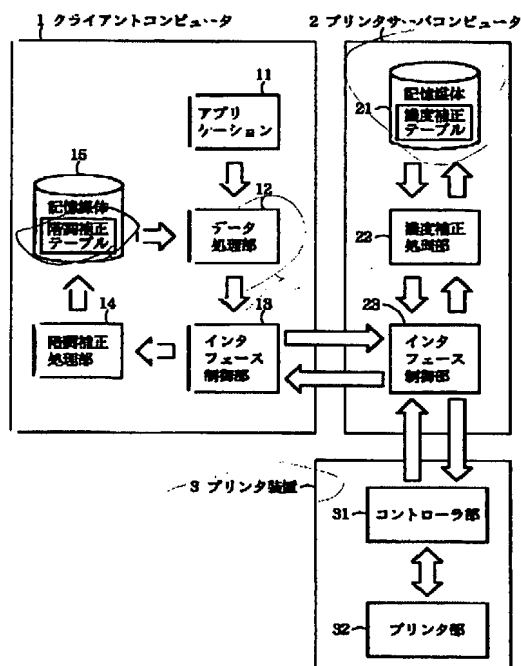 1 クライアントコンピュータ
2 プリンタサーバコンピュータ
11
アプリ
ケーション
15
記憶媒体
階調補正
テーブル
12
データ
処理部
14
階調補正
処理部
13
インタ
フェース
制御部
21
記憶媒体
濃度補正
テーブル
22
濃度補正
処理部
23
インタ
フェース
制御部
3 プリンタ装置
31
コントローラ部
32
プリンタ部